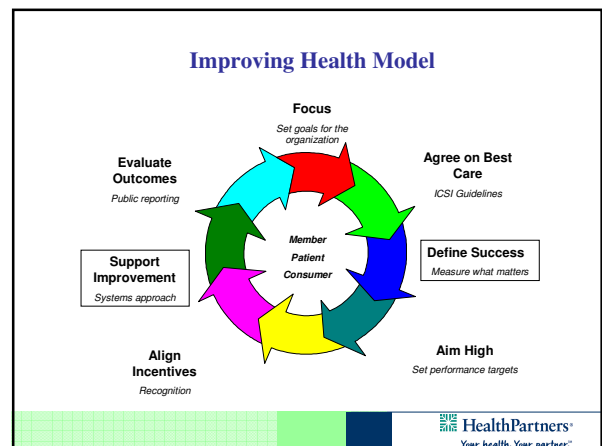 Improving Health Model
Focus
Set goals for the
organization
Agree on Best
Care
ICSI Guidelines
Define Success
Measure what matters
Aim High
Set performance targets
Align
Incentives
Recognition
Support
Improvement
Systems approach
Evaluate
Outcomes
Public reporting
Member
Patient
Consumer
HealthPartners®
Your health. Your partner.℠